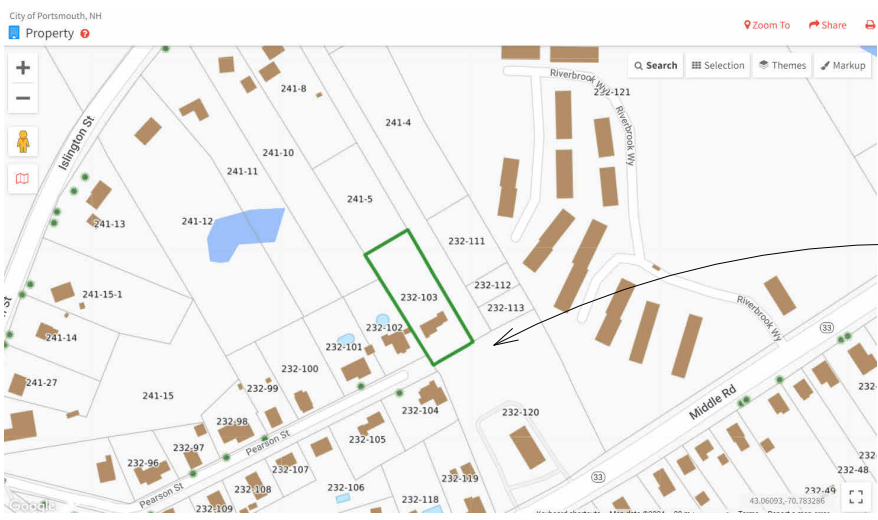 City of Portsmouth, NH
Property
Zoom To
Share
Search
Selection
Themes
Markup
Riverbrook Wy
232-121
241-8
241-4
Riverbrook Wy
Islington St
241-10
241-11
241-5
241-13
241-12
232-111
232-112
241-15-1
232-103
232-113
Riverbrook Wy
St
232-102
33
241-14
232-101
232-100
241-27
232-99
232-
241-15
Middle Rd
232-104
232-120
232-98
Pearson St
232-105
232-97
232-96
232-107
232-48
33
232-119
232-108
232-106
232-49
Pearson St
232-118
43.06093,-70.783286
Google
232-109